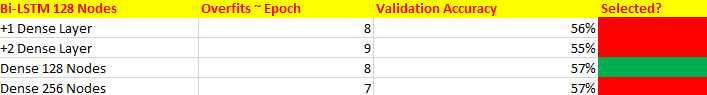 Bi-LSTM 128 Nodes Overfits ~ Epoch Validation Accuracy Selected?
+1 Dense Layer 8 56%
+2 Dense Layer 9 55%
Dense 128 Nodes 8 57%
Dense 256 Nodes 7 57%